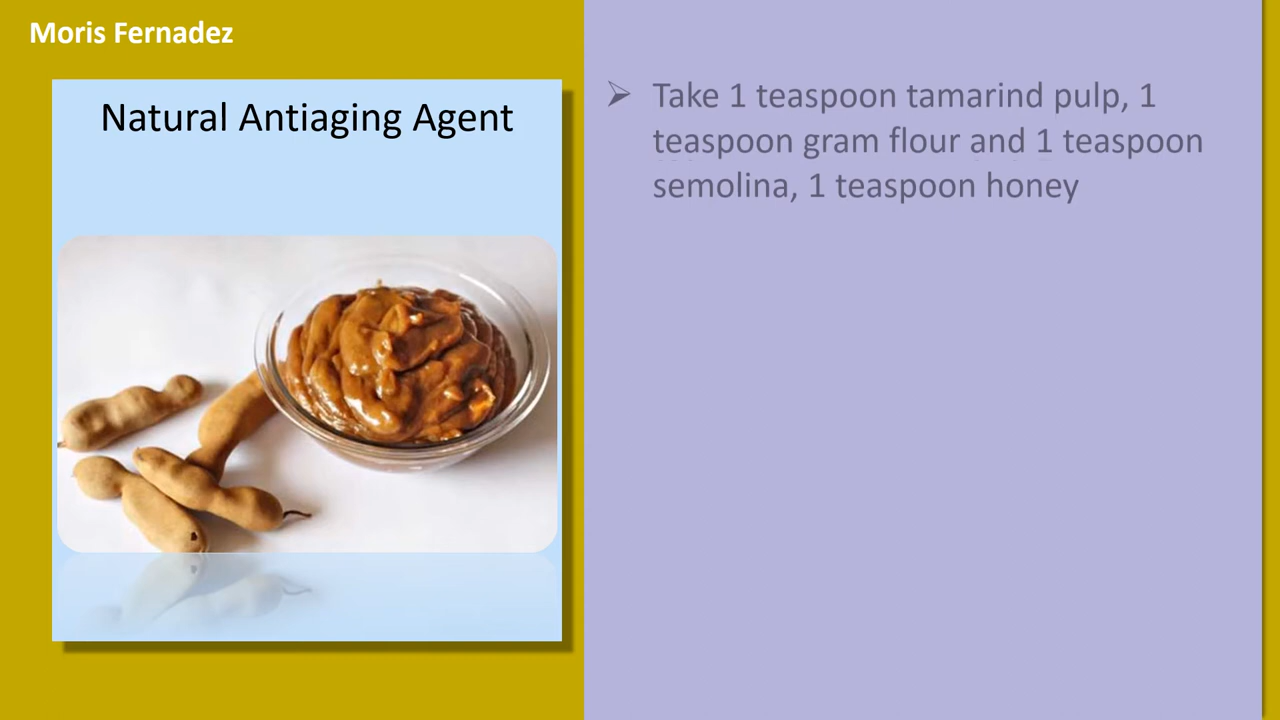 Moris Fernadez
Natural Antiaging Agent
➢ Take 1 teaspoon tamarind pulp, 1
teaspoon gram flour and 1 teaspoon
semolina, 1 teaspoon honey